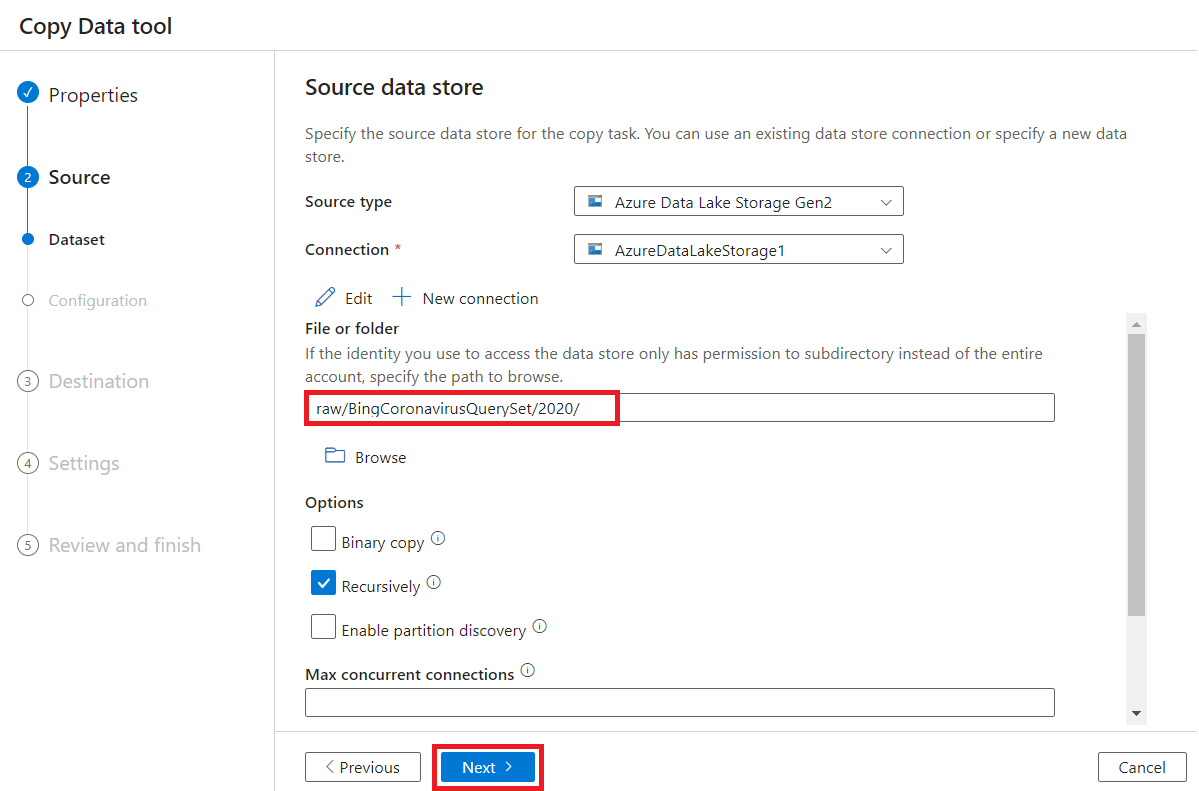 Copy Data tool
Properties
2 Source
Dataset
Configuration
3 Destination
4 Settings
5 Review and finish
Source data store
Specify the source data store for the copy task. You can use an existing data store connection or specify a new data
store.
Source type
Azure Data Lake Storage Gen2
Connection *
AzureDataLakeStorage1
Edit
New connection
File or folder
If the identity you use to access the data store only has permission to subdirectory instead of the entire
account, specify the path to browse.
raw/BingCoronavirusQuerySet/2020/
Browse
Options
Binary copy
Recursively
Enable partition discovery
Max concurrent connections
Previous
Next
Cancel